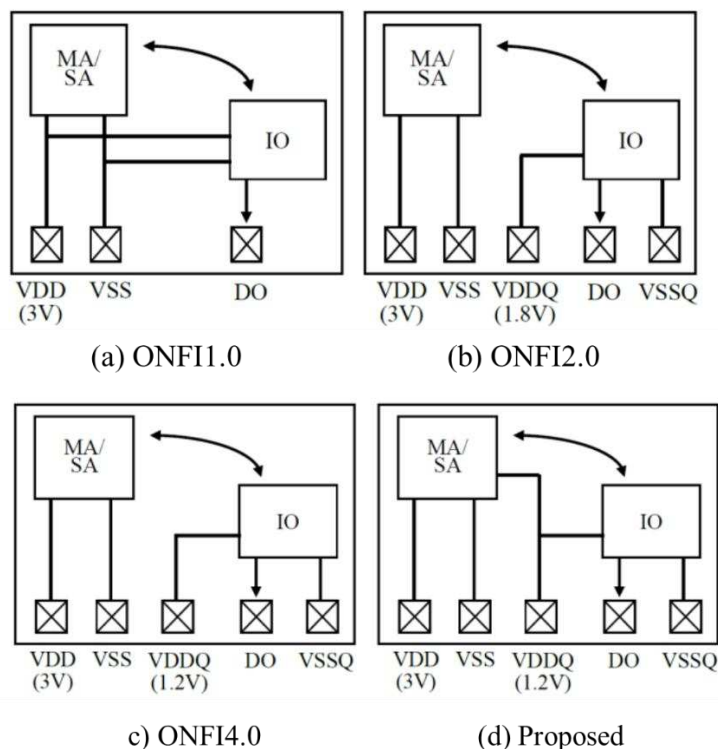 MA/
SA
IO
VDD
(3V)
VSS
DO
(a) ONFI1.0
MA/
SA
IO
VDD
(3V)
VSS
VDDQ
(1.8V)
DO
VSSQ
(b) ONFI2.0
MA/
SA
IO
VDD
(3V)
VSS
VDDQ
(1.2V)
DO
VSSQ
c) ONFI4.0
MA/
SA
IO
VDD
(3V)
VSS
VDDQ
(1.2V)
DO
VSSQ
(d) Proposed